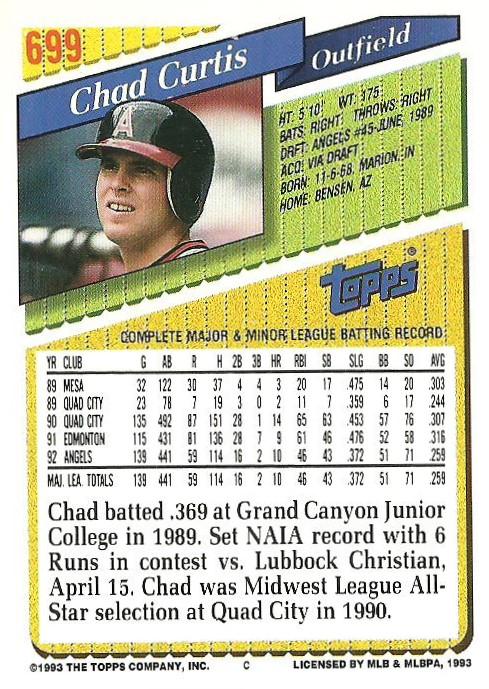 699
Chad Curtis
Outfield
HT: 5'10" WT: 175
BATS: RIGHT THROWS: RIGHT
DRFT: ANGELS #45-JUNE, 1989
ACQ: VIA DRAFT
BORN: 11-6-68, MARION, IN
HOME: BENSEN, AZ
A
Topps®
COMPLETE MAJOR & MINOR LEAGUE BATTING RECORD
YR CLUB G AB R H 2B 3B HR RBI SB SLG BB SO AVG
89 MESA 32 122 30 37 4 4 3 20 17 .475 14 20 .303
89 QUAD CITY 23 78 7 19 3 0 2 11 7 .359 6 17 .244
90 QUAD CITY 135 492 87 151 28 1 14 65 63 .453 57 76 .307
91 EDMONTON 115 431 81 136 28 7 9 61 46 .476 52 58 .316
92 ANGELS 139 441 59 114 16 2 10 46 43 .372 51 71 .259
MAJ. LEA. TOTALS 139 441 59 114 16 2 10 46 43 .372 51 71 .259
Chad batted .369 at Grand Canyon Junior
College in 1989. Set NAIA record with 6
Runs in contest vs. Lubbock Christian,
April 15. Chad was Midwest League All-
Star selection at Quad City in 1990.
©1993 THE TOPPS COMPANY, INC. C LICENSED BY MLB & MLBPA, 1993